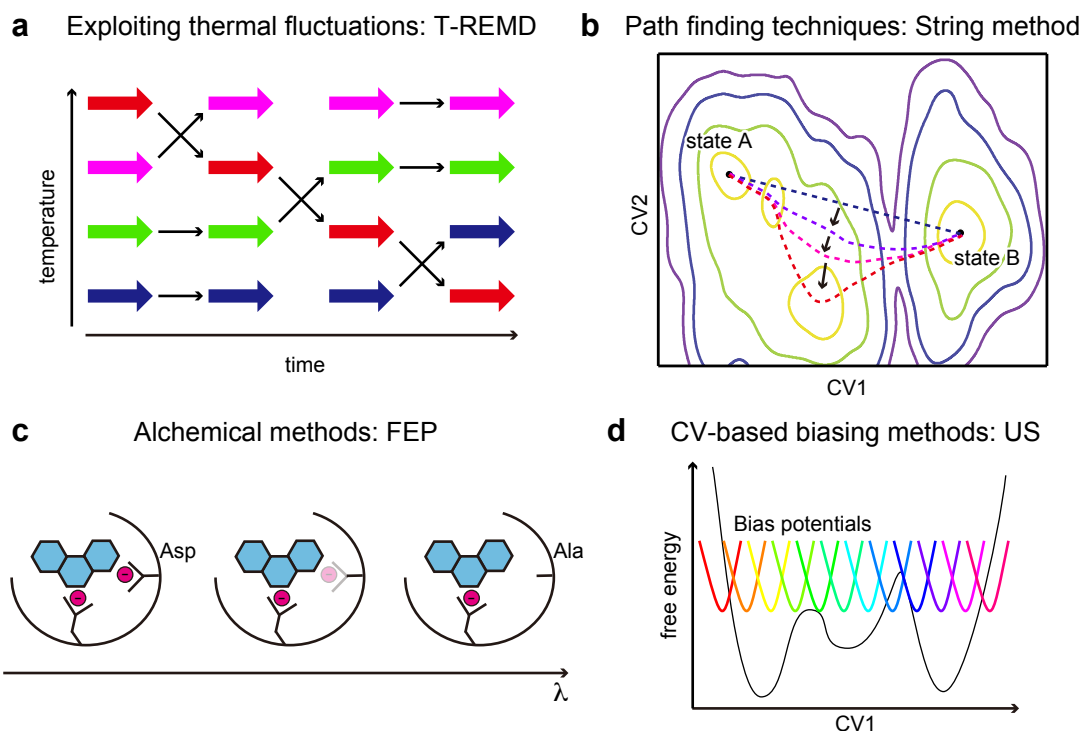 a Exploiting thermal fluctuations: T-REMD
temperature
time
b Path finding techniques: String method
state A
state B
CV2
CV1
c Alchemical methods: FEP
Asp
Ala
−
−
−
−
−
λ
d CV-based biasing methods: US
Bias potentials
free energy
CV1